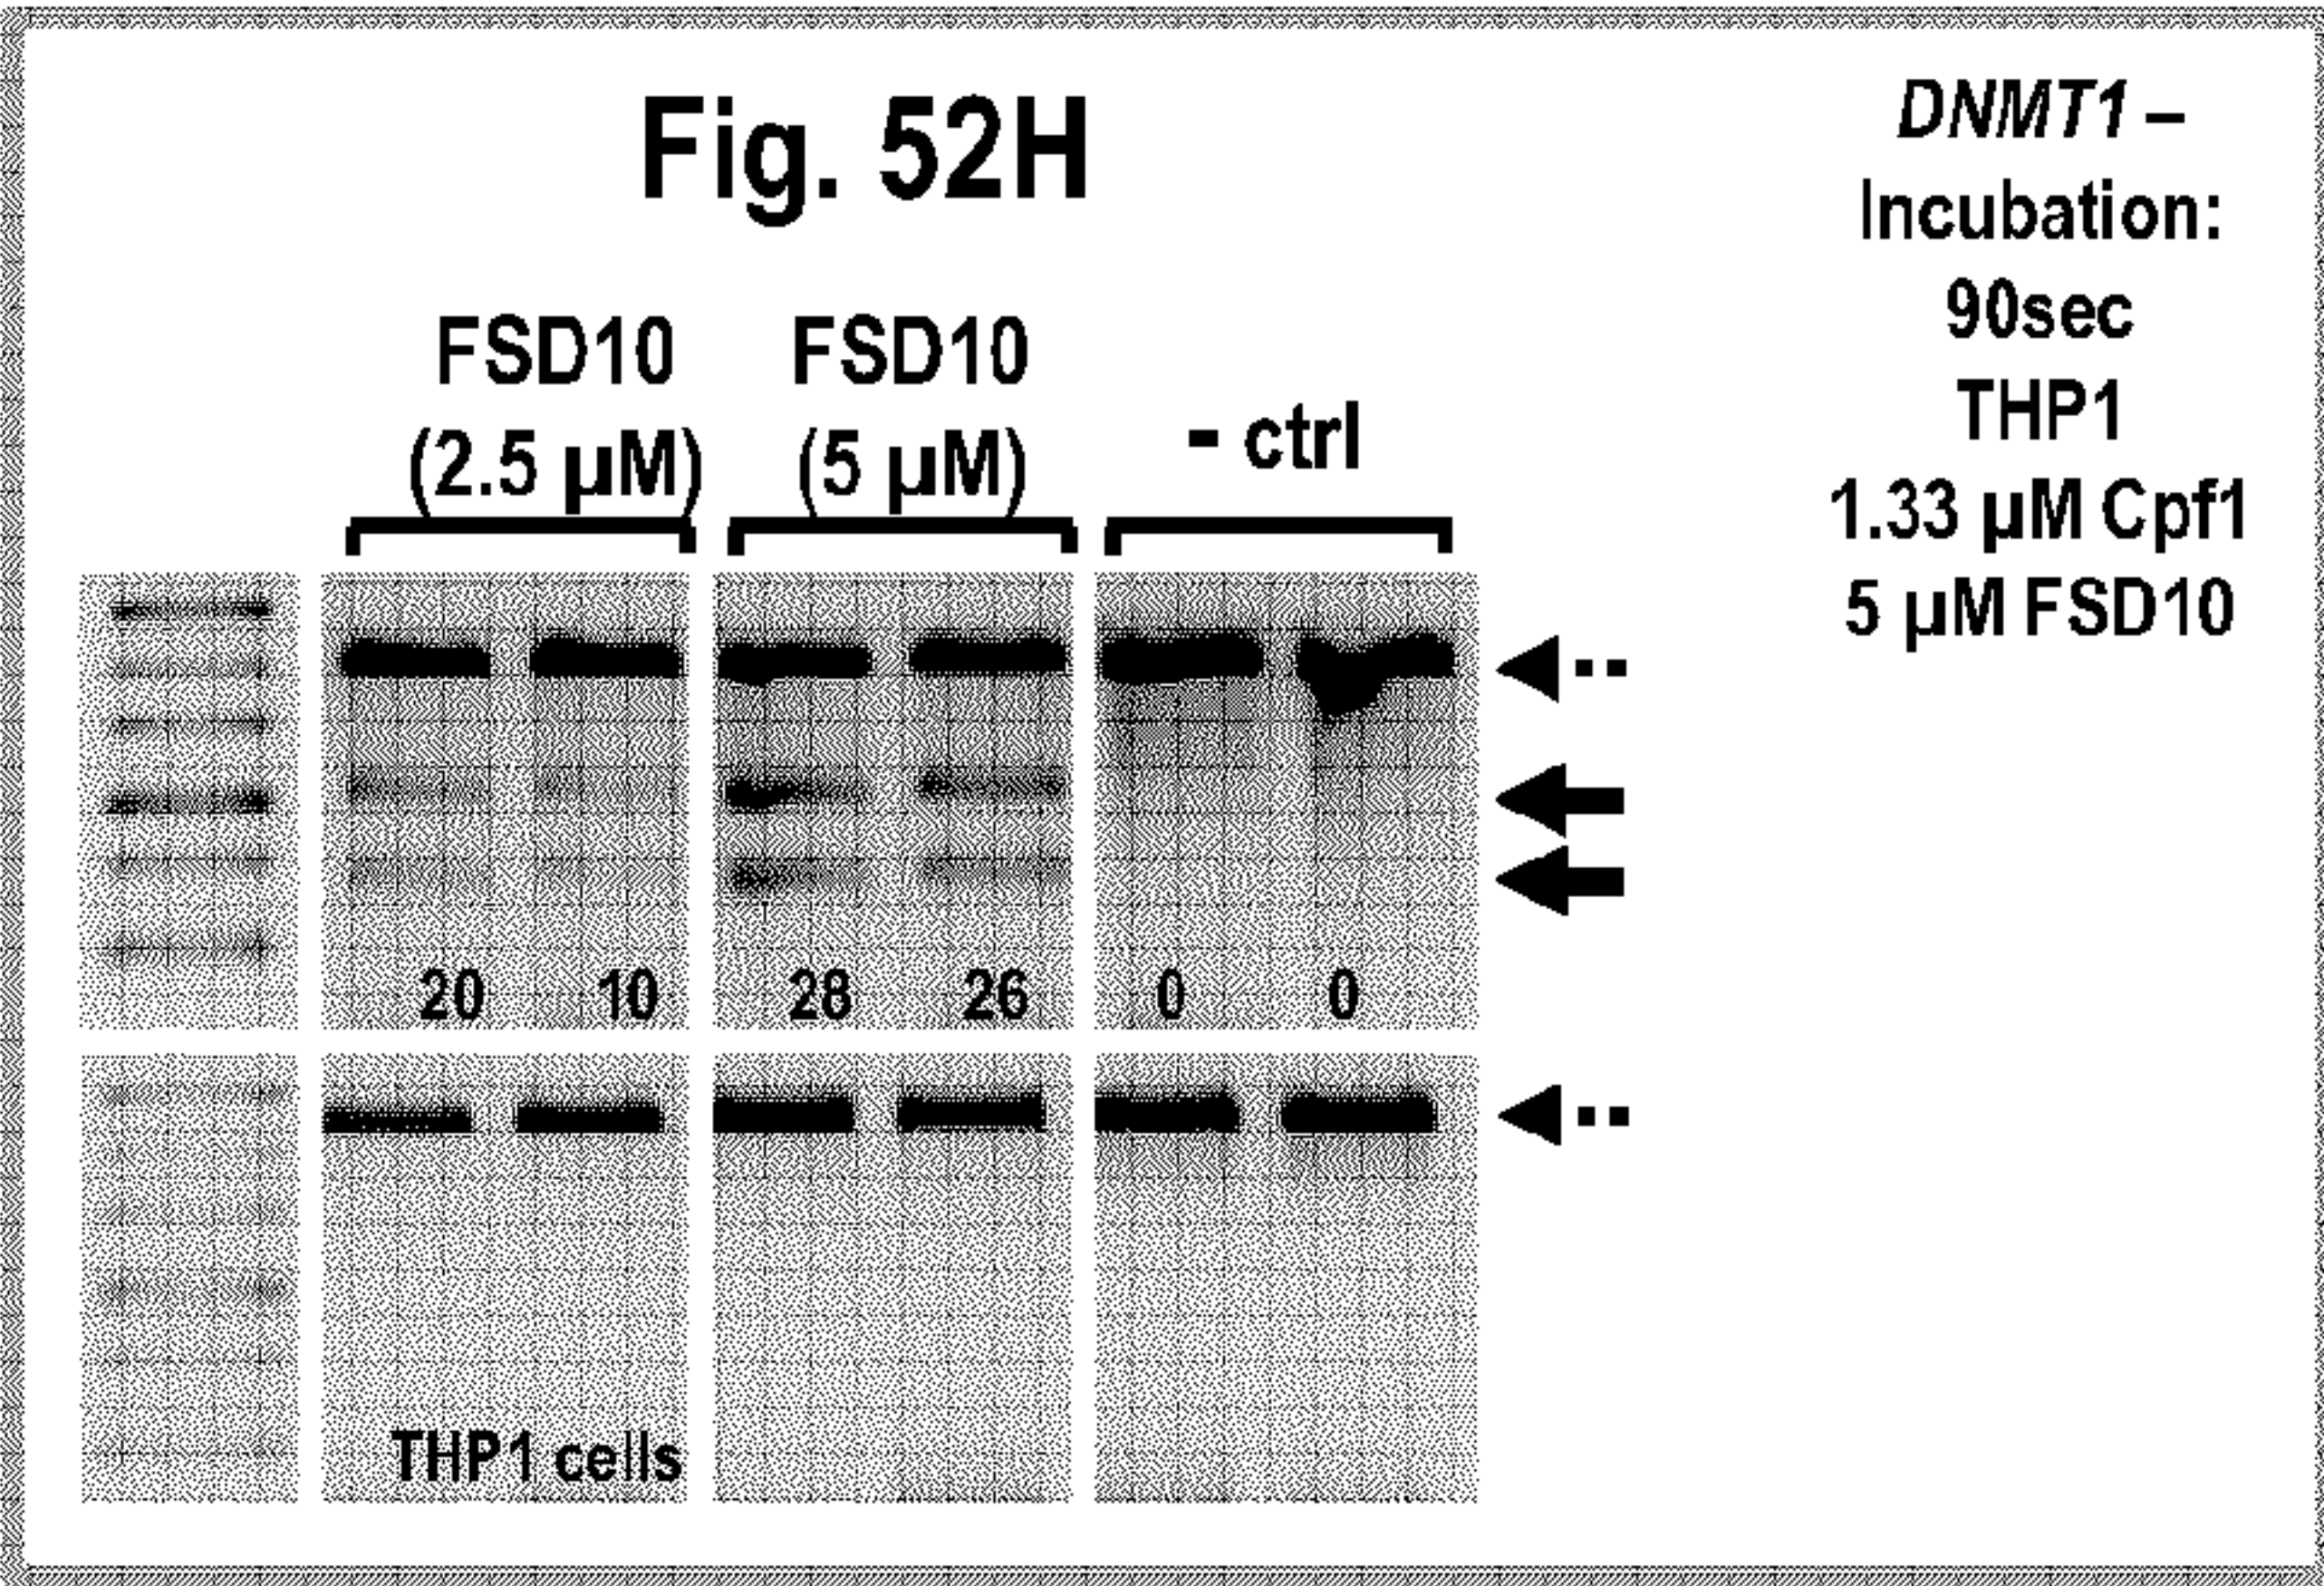 Fig. 52H
DNMT1 –
Incubation:
90sec
THP1
1.33 µM Cpf1
5 µM FSD10
FSD10
(2.5 µM)
FSD10
(5 µM)
- ctrl
20 10 28 26 0 0
THP1 cells